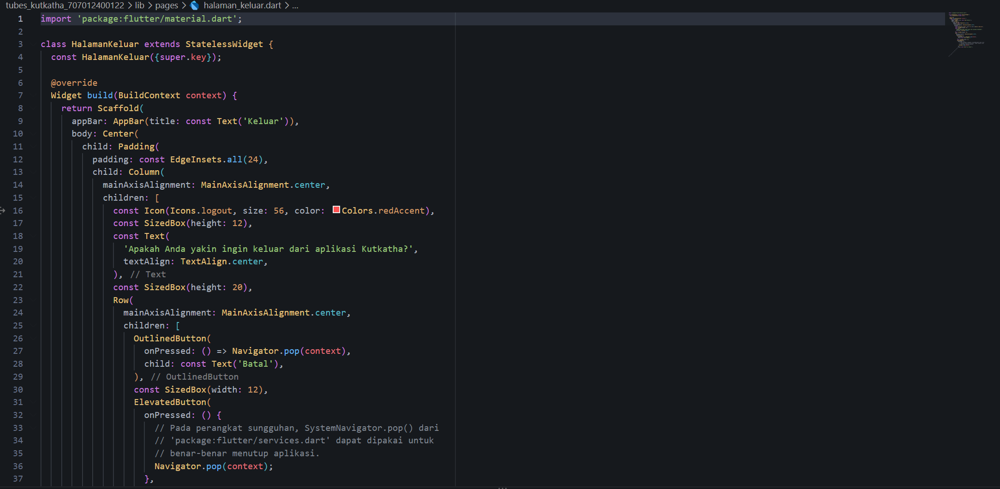 tubes_kutkatha_707012400122 > lib > pages > halaman_keluar.dart > ...
1 import 'package:flutter/material.dart';
2
3 class HalamanKeluar extends StatelessWidget {
4   const HalamanKeluar({super.key});
5
6   @override
7   Widget build(BuildContext context) {
8     return Scaffold(
9       appBar: AppBar(title: const Text('Keluar')),
10       body: Center(
11         child: Padding(
12           padding: const EdgeInsets.all(24),
13           child: Column(
14             mainAxisAlignment: MainAxisAlignment.center,
15             children: [
16               const Icon(Icons.logout, size: 56, color: Colors.redAccent),
17               const SizedBox(height: 12),
18               const Text(
19                 'Apakah Anda yakin ingin keluar dari aplikasi Kutkatha?',
20                 textAlign: TextAlign.center,
21               ), // Text
22               const SizedBox(height: 20),
23               Row(
24                 mainAxisAlignment: MainAxisAlignment.center,
25                 children: [
26                   OutlinedButton(
27                     onPressed: () => Navigator.pop(context),
28                     child: const Text('Batal'),
29                   ), // OutlinedButton
30                   const SizedBox(width: 12),
31                   ElevatedButton(
32                     onPressed: () {
33                       // Pada perangkat sungguhan, SystemNavigator.pop() dari
34                       // 'package:flutter/services.dart' dapat dipakai untuk
35                       // benar-benar menutup aplikasi.
36                       Navigator.pop(context);
37                     },